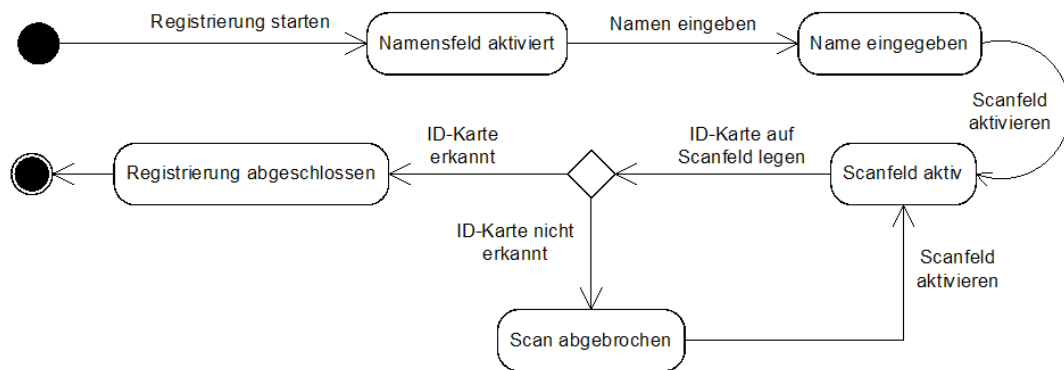 Registrierung starten
Namensfeld aktiviert
Namen eingeben
Name eingegeben
Scanfeld
aktivieren
ID-Karte auf
Scanfeld legen
Scanfeld aktiv
ID-Karte
erkannt
Registrierung abgeschlossen
ID-Karte nicht
erkannt
Scan abgebrochen
Scanfeld
aktivieren